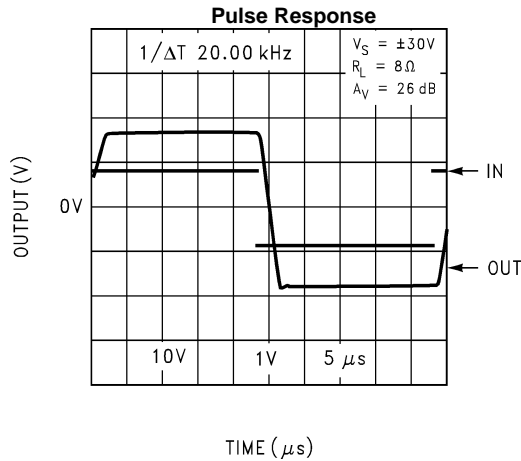 Pulse Response
1/ΔT 20.00 kHz
V_S = ±30V
R_L = 8Ω
A_V = 26 dB
IN
OUTPUT (V)
0V
OUT
10V 1V 5 μs
TIME (μs)